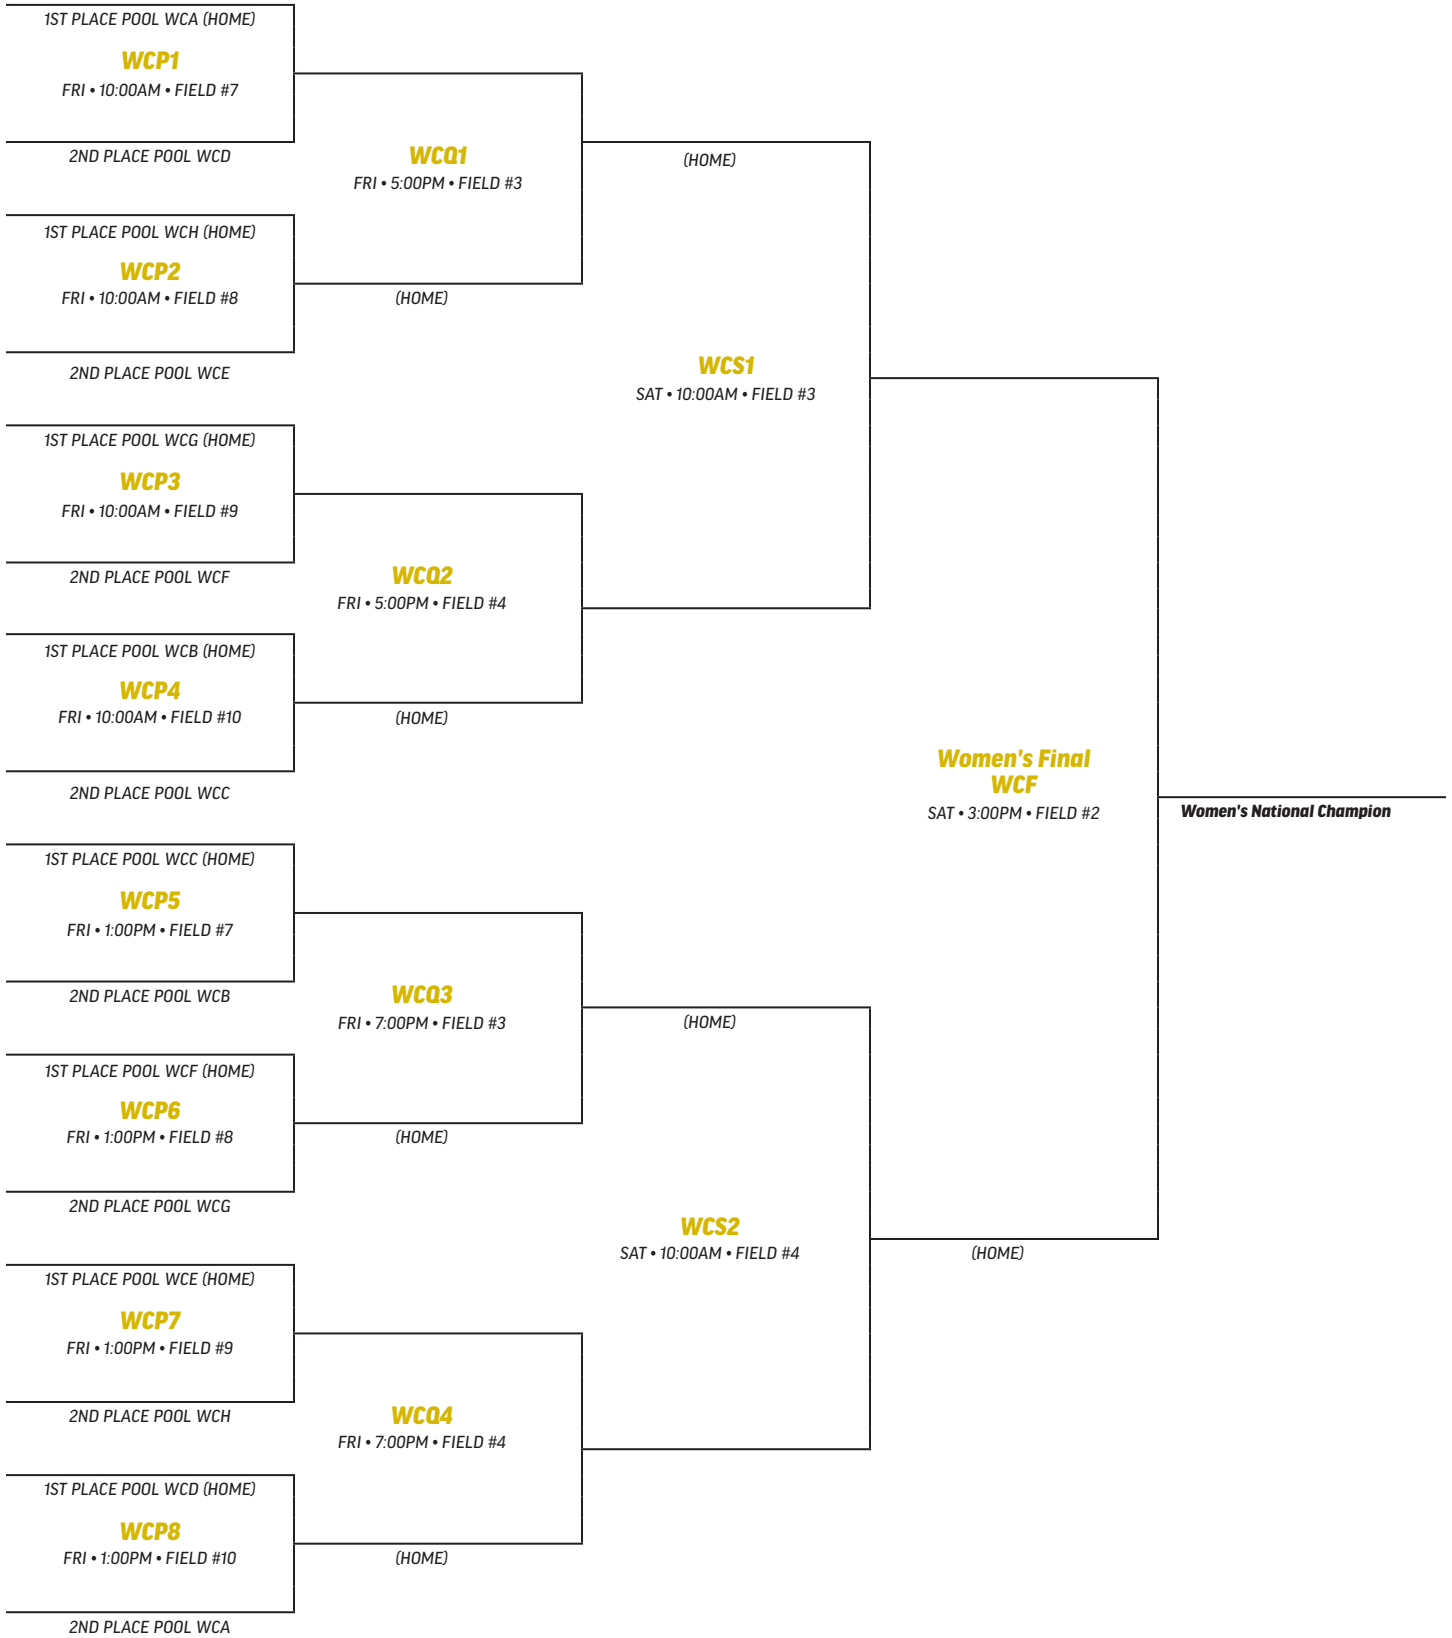 1ST PLACE POOL WCA (HOME)
WCP1
FRI • 10:00AM • FIELD #7
2ND PLACE POOL WCD
1ST PLACE POOL WCH (HOME)
WCP2
FRI • 10:00AM • FIELD #8
2ND PLACE POOL WCE
1ST PLACE POOL WCG (HOME)
WCP3
FRI • 10:00AM • FIELD #9
2ND PLACE POOL WCF
1ST PLACE POOL WCB (HOME)
WCP4
FRI • 10:00AM • FIELD #10
2ND PLACE POOL WCC
1ST PLACE POOL WCC (HOME)
WCP5
FRI • 1:00PM • FIELD #7
2ND PLACE POOL WCB
1ST PLACE POOL WCF (HOME)
WCP6
FRI • 1:00PM • FIELD #8
2ND PLACE POOL WCG
1ST PLACE POOL WCE (HOME)
WCP7
FRI • 1:00PM • FIELD #9
2ND PLACE POOL WCH
1ST PLACE POOL WCD (HOME)
WCP8
FRI • 1:00PM • FIELD #10
2ND PLACE POOL WCA
WCQ1
FRI • 5:00PM • FIELD #3
(HOME)
WCQ2
FRI • 5:00PM • FIELD #4
(HOME)
WCQ3
FRI • 7:00PM • FIELD #3
(HOME)
WCQ4
FRI • 7:00PM • FIELD #4
(HOME)
(HOME)
WCS1
SAT • 10:00AM • FIELD #3
(HOME)
WCS2
SAT • 10:00AM • FIELD #4
Women's Final
WCF
SAT • 3:00PM • FIELD #2
(HOME)
Women's National Champion